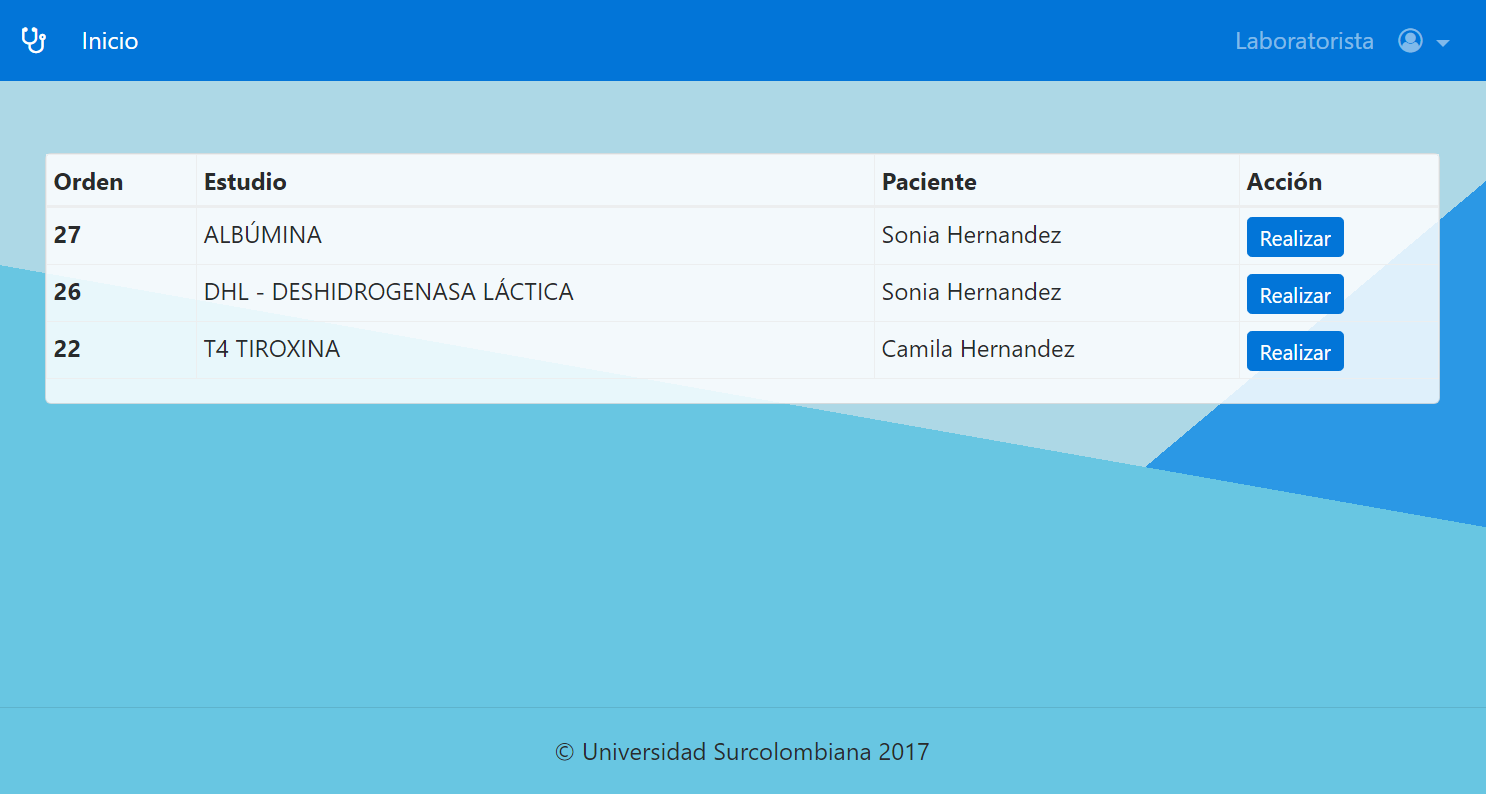 Inicio Laboratorista
Orden Estudio Paciente Acción
27 ALBÚMINA Sonia Hernandez Realizar
26 DHL - DESHIDROGENASA LÁCTICA Sonia Hernandez Realizar
22 T4 TIROXINA Camila Hernandez Realizar
© Universidad Surcolombiana 2017